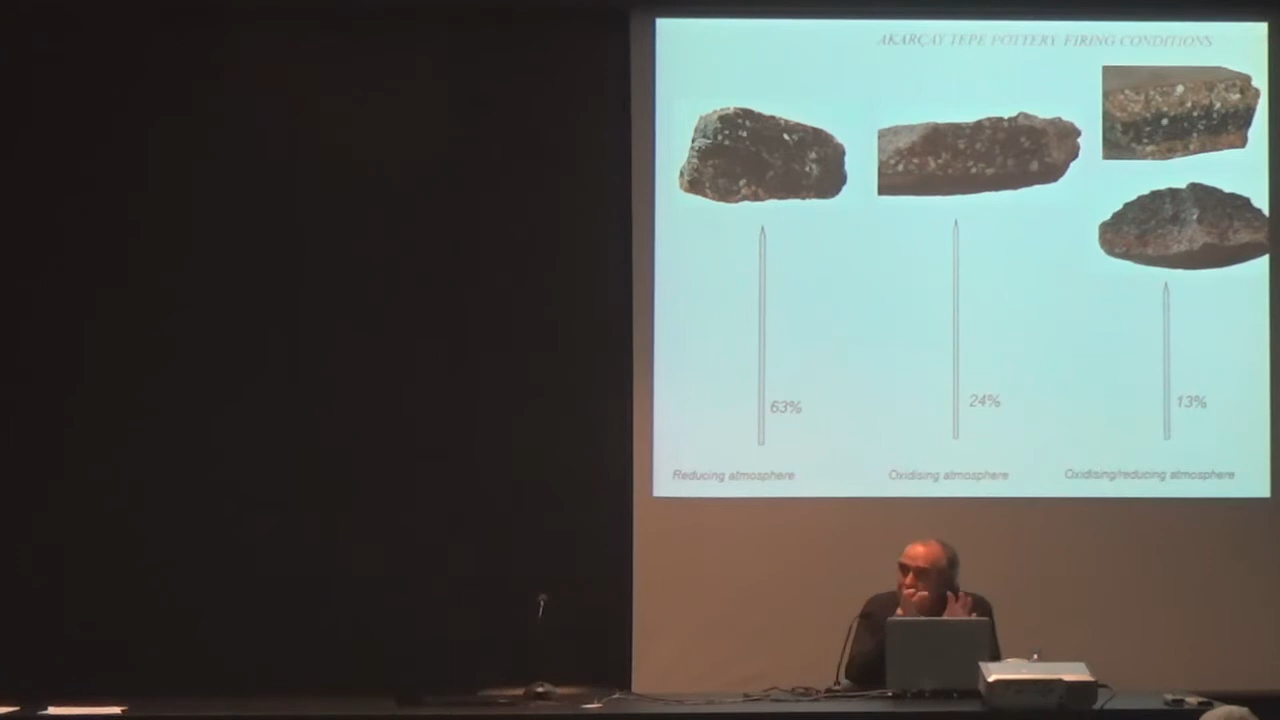 AKARÇAY TEPE POTTERY FIRING CONDITIONS
63%
24%
13%
Reducing atmosphere
Oxidising atmosphere
Oxidising/reducing atmosphere